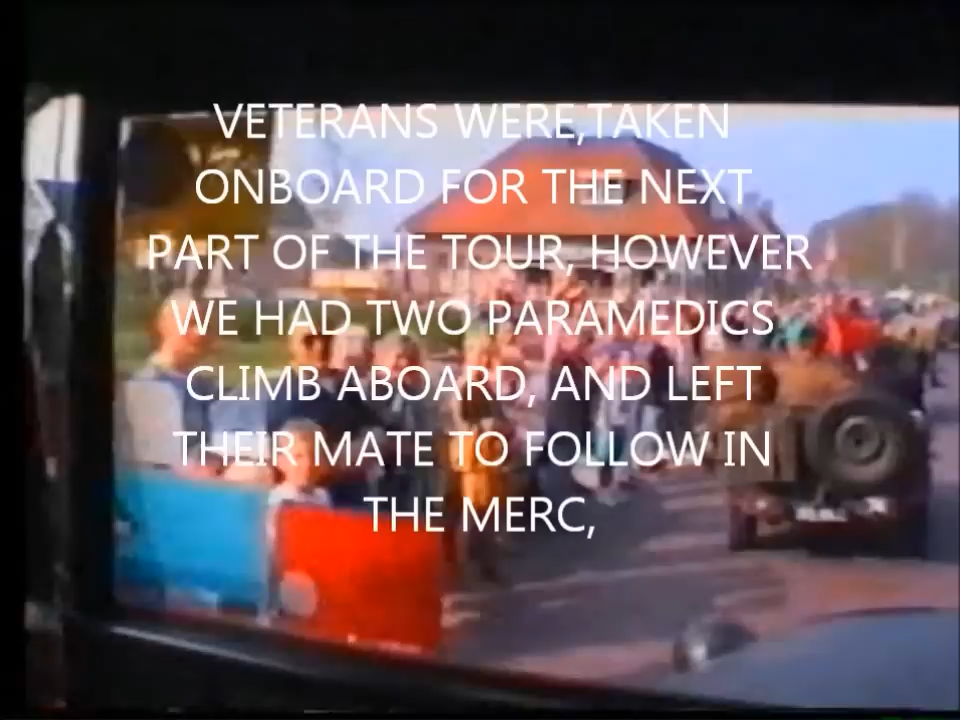 VETERANS WERE,TAKEN
ONBOARD FOR THE NEXT
PART OF THE TOUR, HOWEVER
WE HAD TWO PARAMEDICS
CLIMB ABOARD, AND LEFT
THEIR MATE TO FOLLOW IN
THE MERC,